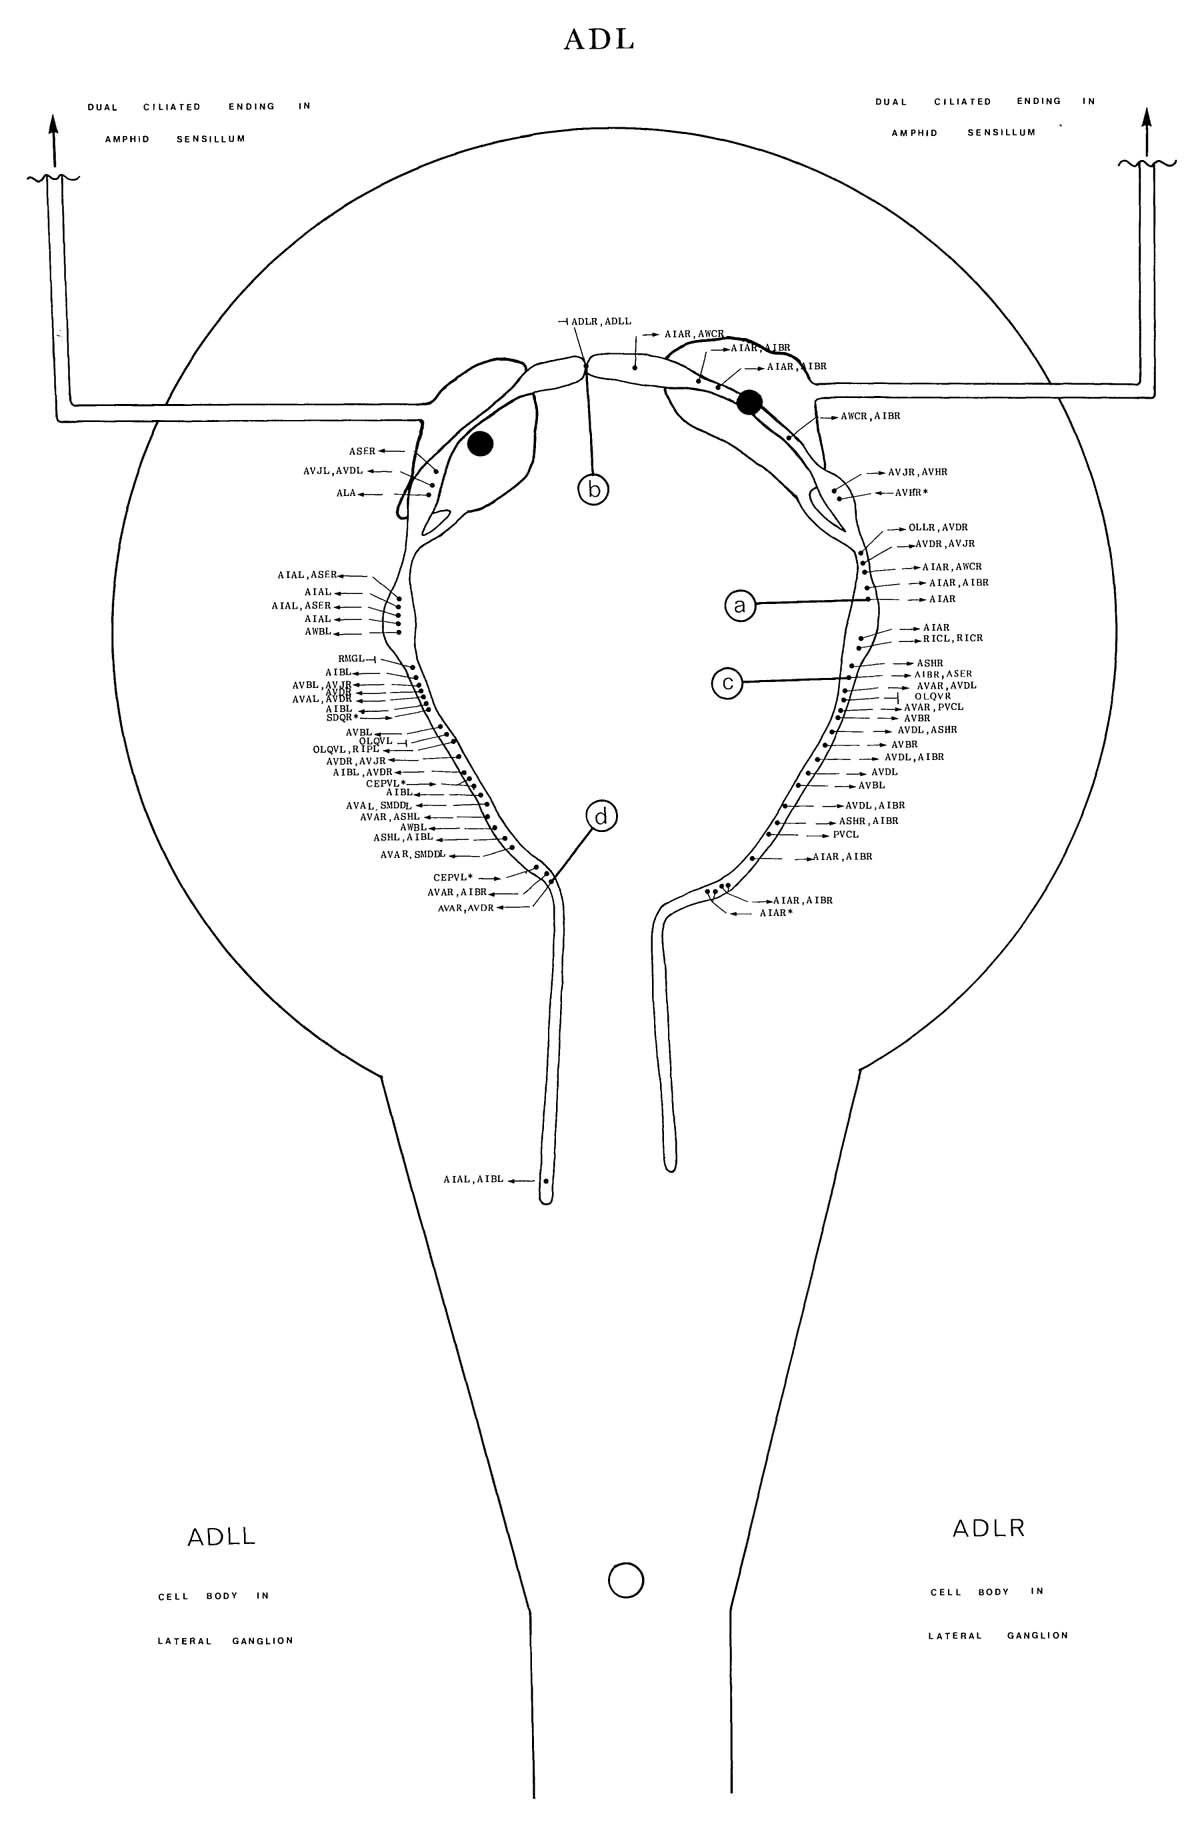 ADL
DUAL CILIATED ENDING IN
AMPHID SENSILLUM
DUAL CILIATED ENDING IN
AMPHID SENSILLUM
ADLR,ADLL
AIAR,AWCR
AIAR,AIBR
AIAR,AIBR
AWCR,AIBR
b
ASER
AVJL,AVDL
ALA
AIAL,ASER
AIAL
AIAL,ASER
AIAL
AWBL
RMGL
AIBL
AVBL,AVJR
AVDR
AVAL,AVDR
AIBL
SDQR*
AVBL
OLQVL
OLQVL,RIPL
AVDR,AVJR
AIBL,AVDR
CEPVL*
AIBL
AVAL,SMDDL
AVAR,ASHL
AWBL
ASHL,AIBL
AVAR,SMDDL
CEPVL*
AVAR,AIBR
AVAR,AVDR
AIAL,AIBL
a
c
d
AVJR,AVHR
AVHR*
OLLR,AVDR
AVDR,AVJR
AIAR,AWCR
AIAR,AIBR
AIAR
AIAR
RICL,RICR
ASHR
AIBR,ASER
AVAR,AVDL
OLQVR
AVAR,PVCL
AVBR
AVDL,ASHR
AVBR
AVDL,AIBR
AVDL
AVBL
AVDL,AIBR
ASHR,AIBR
PVCL
AIAR,AIBR
AIAR,AIBR
AIAR*
ADLL
CELL BODY IN
LATERAL GANGLION
ADLR
CELL BODY IN
LATERAL GANGLION